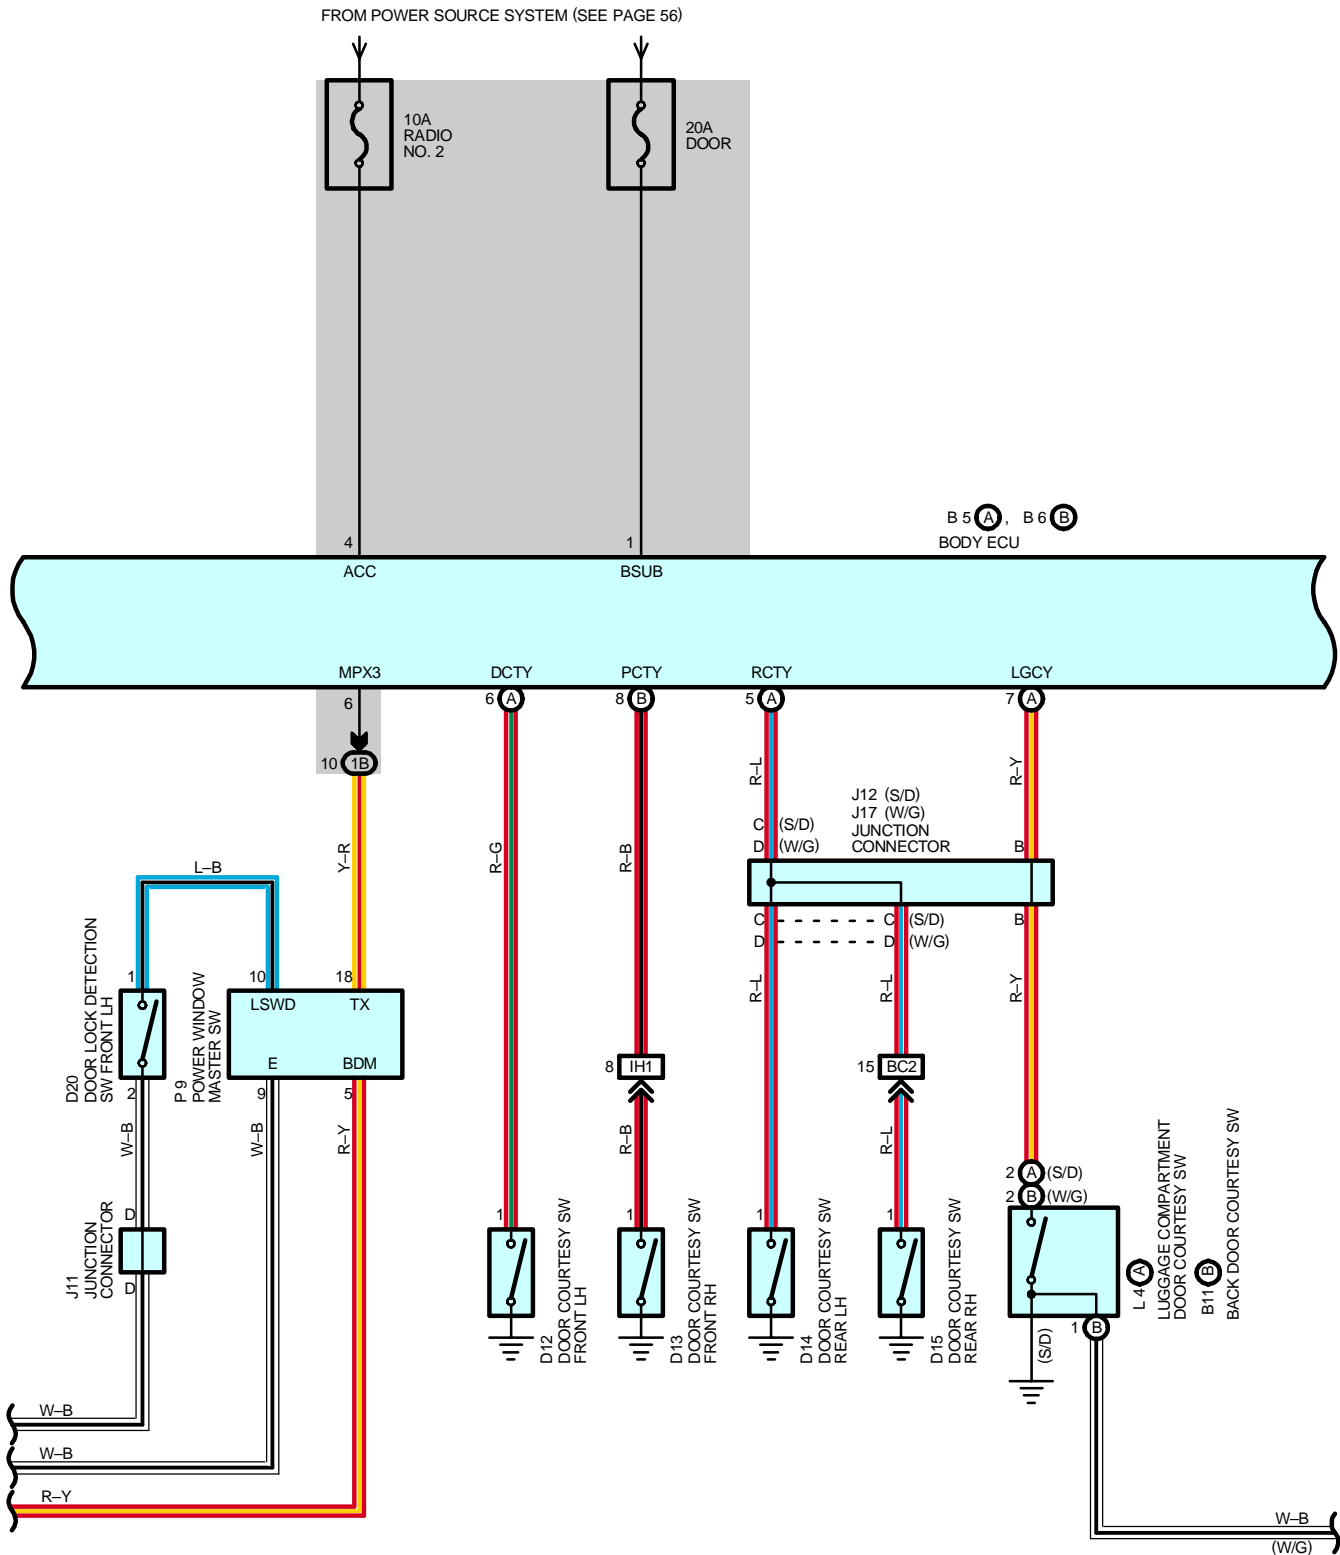 FROM POWER SOURCE SYSTEM (SEE PAGE 56)
10A
RADIO
NO. 2
20A
DOOR
B 5 A , B 6 B
BODY ECU
4
1
ACC
BSUB
MPX3
DCTY
PCTY
RCTY
LGCY
6
6 A
8 B
5 A
7 A
10 1B
Y–R
R–G
R–B
R–L
R–Y
J12 (S/D)
J17 (W/G)
JUNCTION
CONNECTOR
C (S/D)
D (W/G)
B
L–B
C C (S/D)
D D (W/G)
B
R–L
R–L
R–Y
1
10
18
LSWD
TX
E
BDM
D20
DOOR LOCK DETECTION
SW FRONT LH
P 9
POWER WINDOW
MASTER SW
2
9
5
8 IH1
15 BC2
W–B
W–B
R–Y
R–B
R–L
2 A (S/D)
2 B (W/G)
D
J11
JUNCTION
CONNECTOR
D
1
1
1
1
D12
DOOR COURTESY SW
FRONT LH
D13
DOOR COURTESY SW
FRONT RH
D14
DOOR COURTESY SW
REAR LH
D15
DOOR COURTESY SW
REAR RH
L 4 A
LUGGAGE COMPARTMENT
DOOR COURTESY SW
B11 B
BACK DOOR COURTESY SW
1 B
(S/D)
W–B
W–B
R–Y
W–B
(W/G)